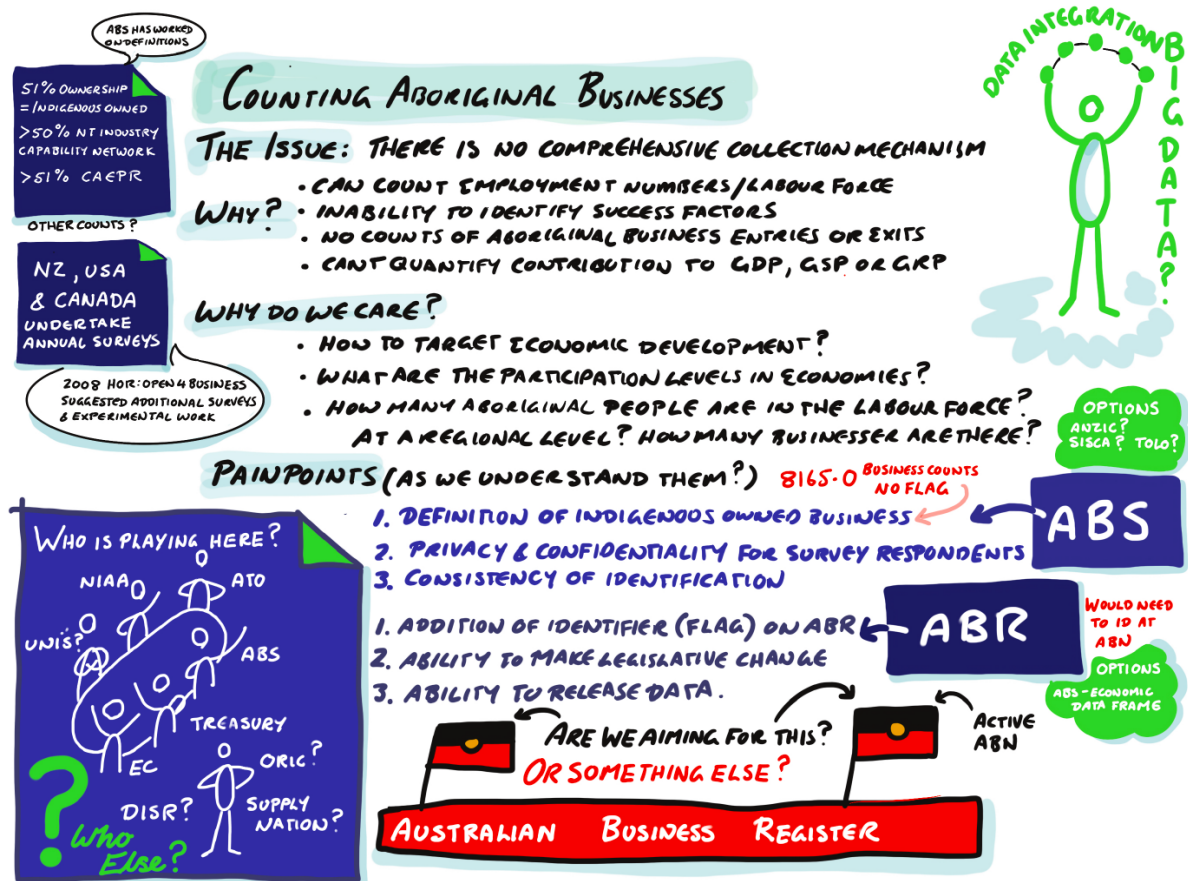 ABS HAS WORKED
ON DEFINITIONS
51% OWNERSHIP
= INDIGENOUS OWNED
>50% NT INDUSTRY
CAPABILITY NETWORK
>51% CAEPR
OTHER COUNTS?
NZ, USA
& CANADA
UNDERTAKE
ANNUAL SURVEYS
2008 HOR: OPEN 4 BUSINESS
SUGGESTED ADDITIONAL SURVEYS
& EXPERIMENTAL WORK
COUNTING ABORIGINAL BUSINESSES
THE ISSUE: THERE IS NO COMPREHENSIVE COLLECTION MECHANISM
WHY?
• CAN COUNT EMPLOYMENT NUMBERS/LABOUR FORCE
• INABILITY TO IDENTIFY SUCCESS FACTORS
• NO COUNTS OF ABORIGINAL BUSINESS ENTRIES OR EXITS
• CANT QUANTIFY CONTRIBUTION TO GDP, GSP OR GRP
WHY DO WE CARE?
• HOW TO TARGET ECONOMIC DEVELOPMENT?
• WHAT ARE THE PARTICIPATION LEVELS IN ECONOMIES?
• HOW MANY ABORIGINAL PEOPLE ARE IN THE LABOUR FORCE?
AT A REGIONAL LEVEL? HOW MANY BUSINESSER ARE THERE?
DATA INTEGRATION
BIG DATA?
PAINPOINTS (AS WE UNDERSTAND THEM?)
8165.0 BUSINESS COUNTS
NO FLAG
1. DEFINITION OF INDIGENOUS OWNED BUSINESS
2. PRIVACY & CONFIDENTIALITY FOR SURVEY RESPONDENTS
3. CONSISTENCY OF IDENTIFICATION
OPTIONS
ANZIC?
SISCA? TOLO?
ABS
1. ADDITION OF IDENTIFIER (FLAG) ON ABR
2. ABILITY TO MAKE LEGISLATIVE CHANGE
3. ABILITY TO RELEASE DATA.
ABR
WOULD NEED
TO ID AT
ABN
OPTIONS
ABS - ECONOMIC
DATA FRAME
WHO IS PLAYING HERE?
NIAA
ATO
UNIS?
ABS
TREASURY
EC
ORIC?
DISR?
SUPPLY
NATION?
? WHO
ELSE?
ARE WE AIMING FOR THIS?
OR SOMETHING ELSE?
ACTIVE
ABN
AUSTRALIAN BUSINESS REGISTER